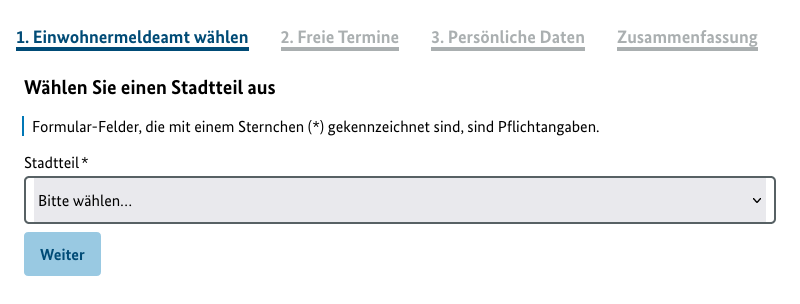 1. Einwohnermeldeamt wählen 2. Freie Termine 3. Persönliche Daten Zusammenfassung
Wählen Sie einen Stadtteil aus
Formular-Felder, die mit einem Sternchen (*) gekennzeichnet sind, sind Pflichtangaben.
Stadtteil*
Bitte wählen...
Weiter